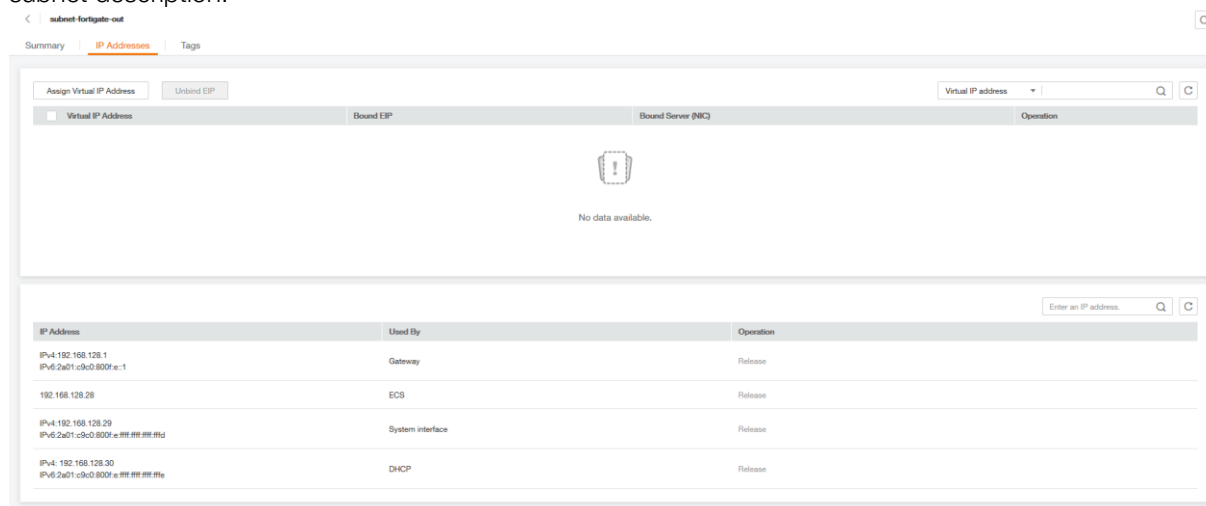 subnet description.
subnet-fortigate-out
Summary IP Addresses Tags
Assign Virtual IP Address Unbind EIP Virtual IP address
Virtual IP Address Bound EIP Bound Server (NIC) Operation
No data available.
Enter an IP address.
IP Address Used By Operation
IPv4:192.168.128.1
IPv6:2a01:c9c0:800f:e::1
Gateway Release
192.168.128.28 ECS Release
IPv4:192.168.128.29
IPv6:2a01:c9c0:800f:e:ffff:ffff:ffff:fffd
System interface Release
IPv4: 192.168.128.30
IPv6:2a01:c9c0:800f:e:ffff:ffff:ffff:fffe
DHCP Release